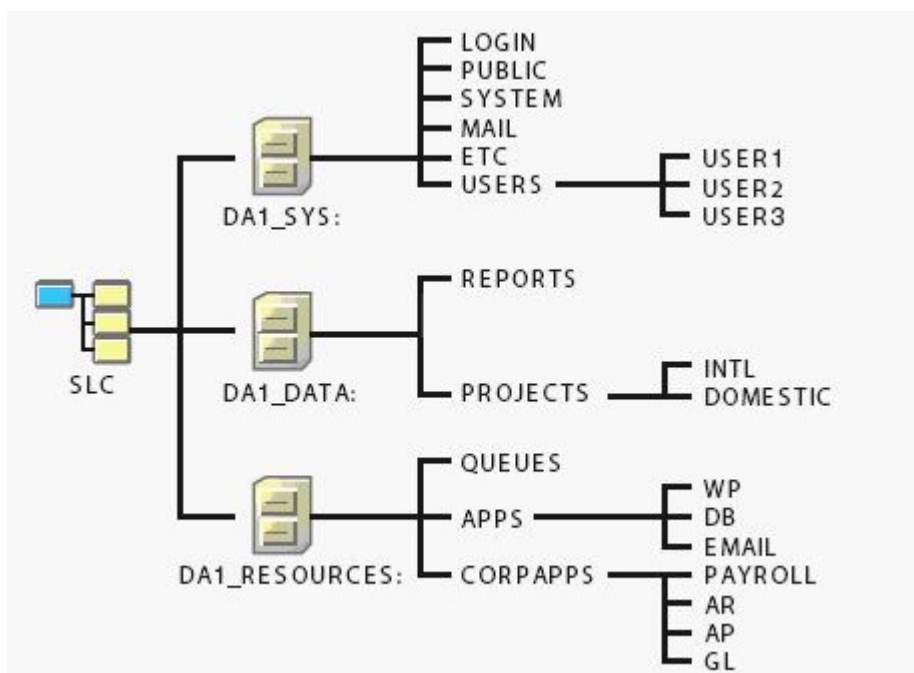 LOGIN
PUBLIC
SYSTEM
MAIL
ETC
USERS
USER1
USER2
USER3
DA1_SYS:
REPORTS
PROJECTS
INTL
DOMESTIC
DA1_DATA:
SLC
QUEUES
APPS
WP
DB
EMAIL
DA1_RESOURCES:
CORPAPPS
PAYROLL
AR
AP
GL